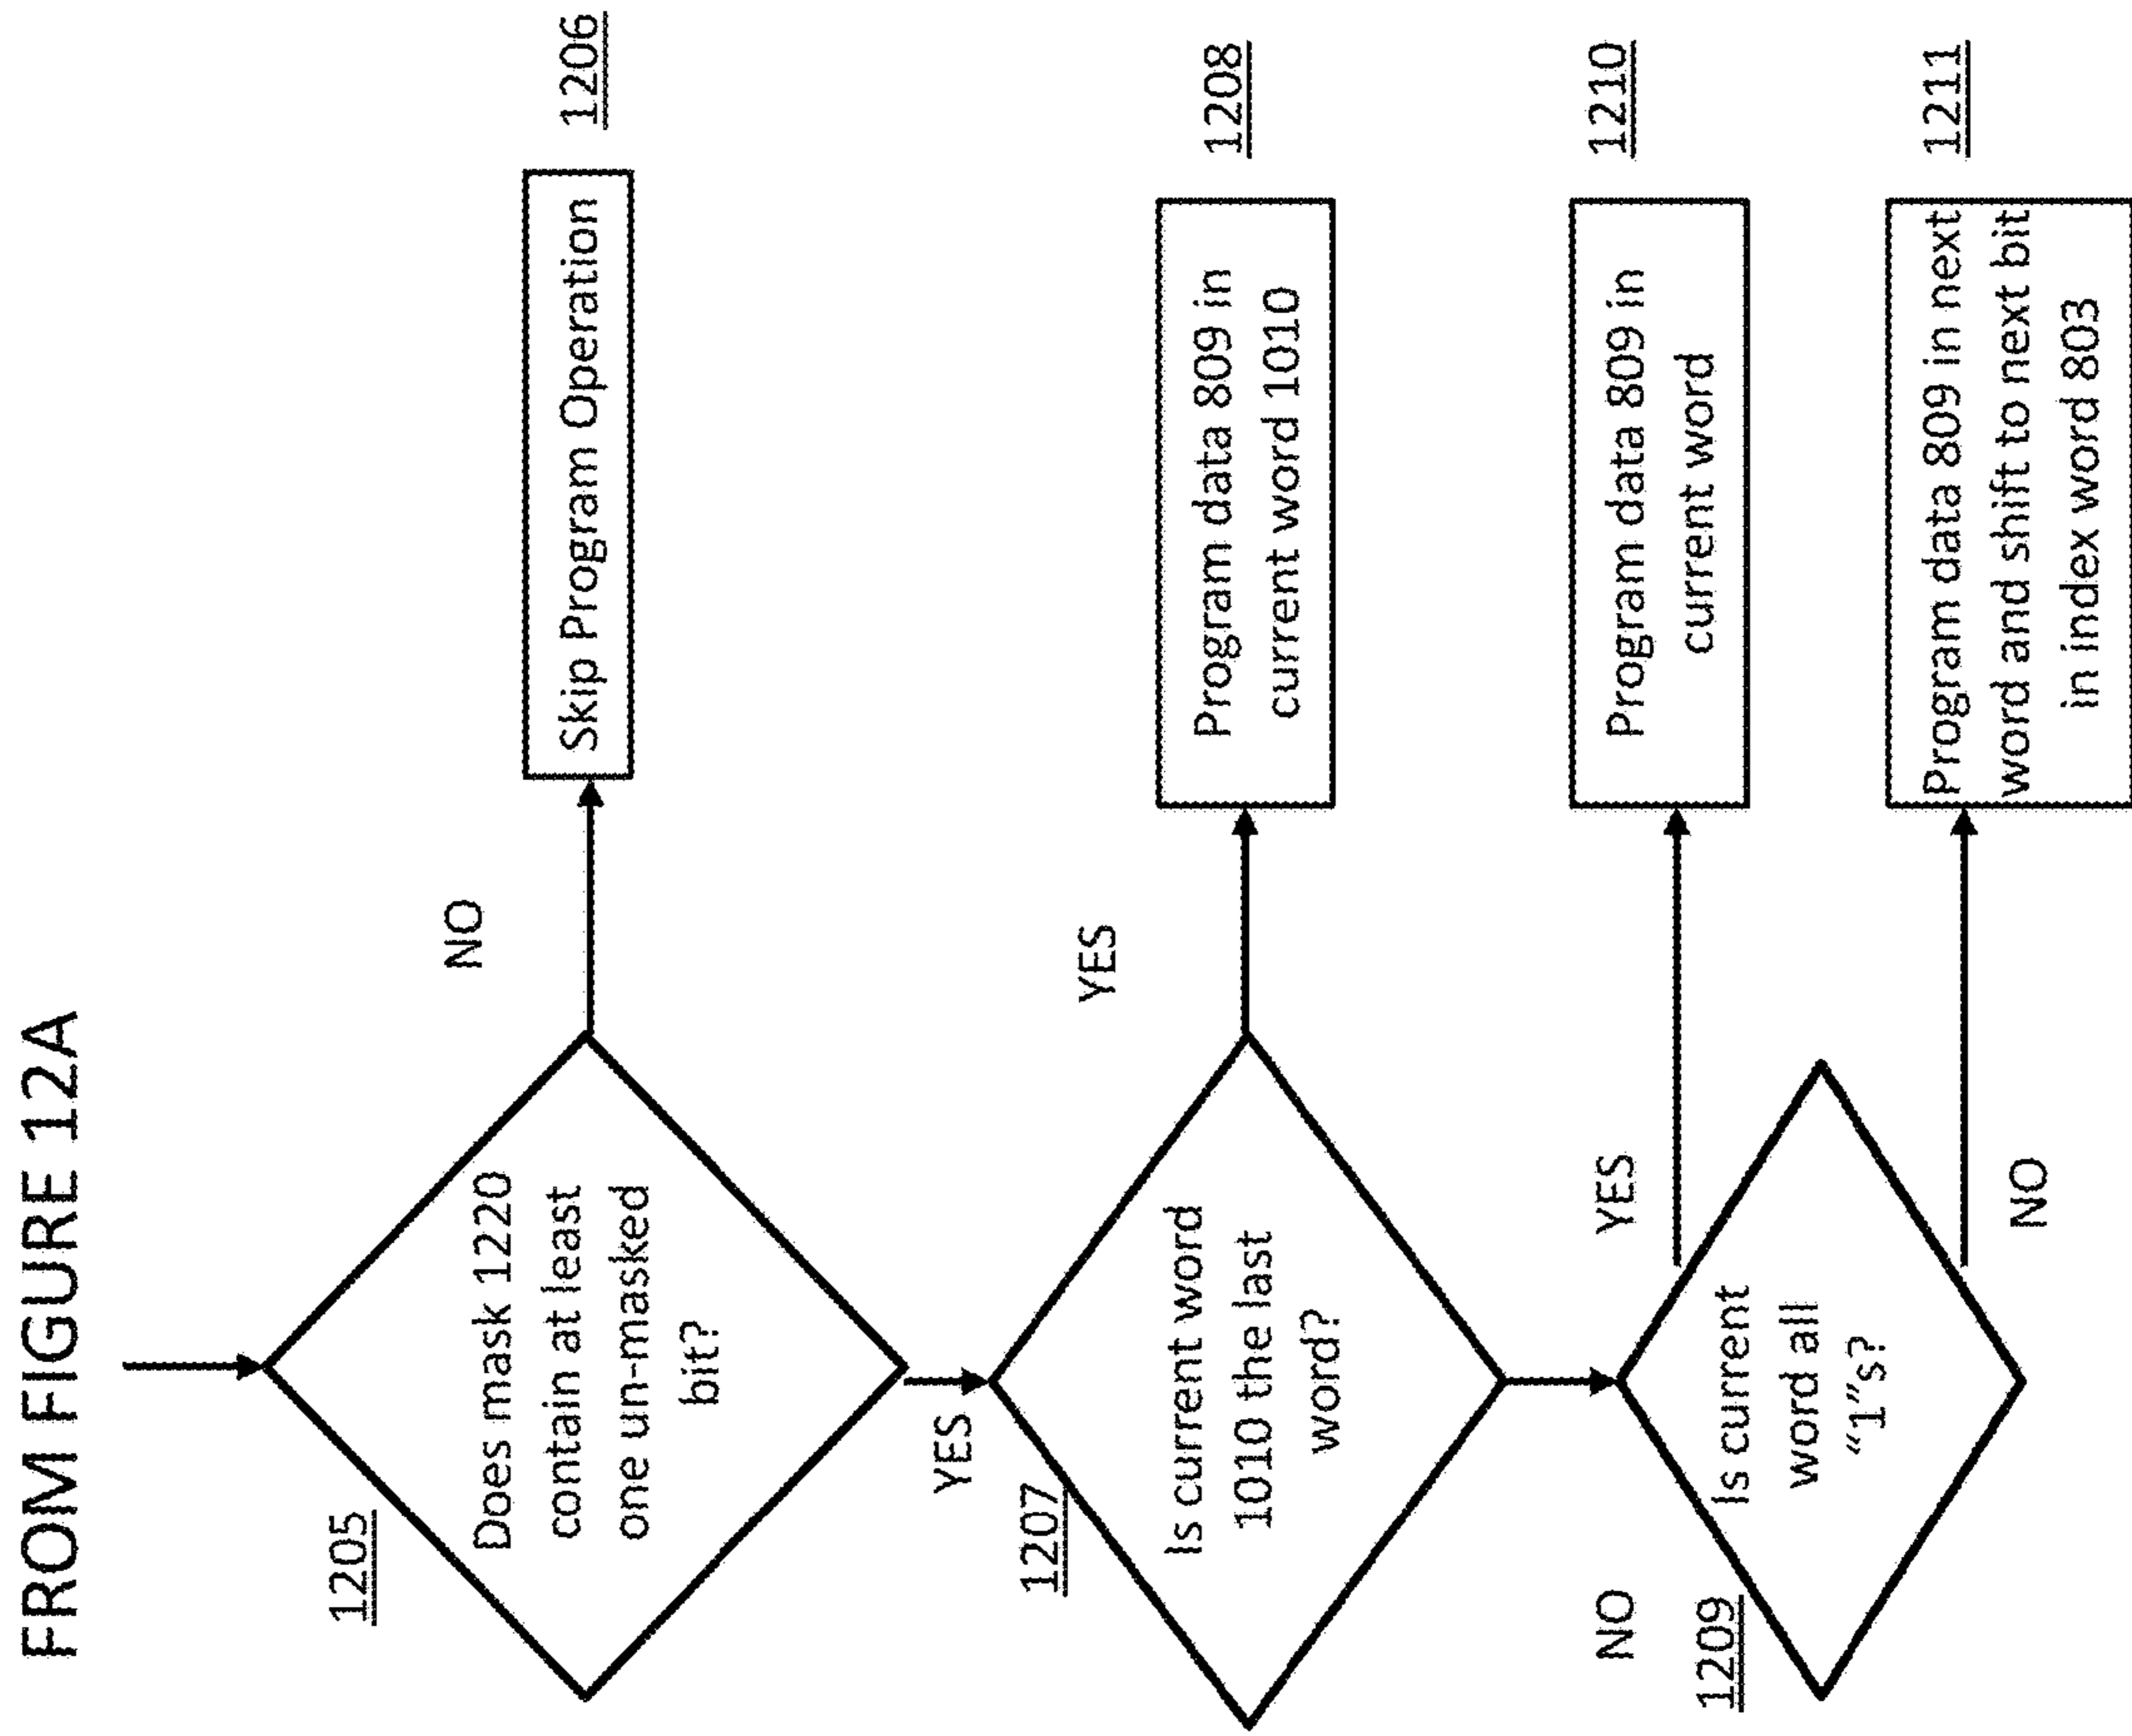 FROM FIGURE 12A
1205
Does mask 1220
contain at least
one un-masked
bit?
NO
Skip Program Operation
1206
YES
1207
Is current word
1010 the last
word?
YES
Program data 809 in
current word 1010
1208
NO
1209
Is current
word all
“1”s?
YES
Program data 809 in
current word
1210
NO
Program data 809 in next
word and shift to next bit
in index word 803
1211